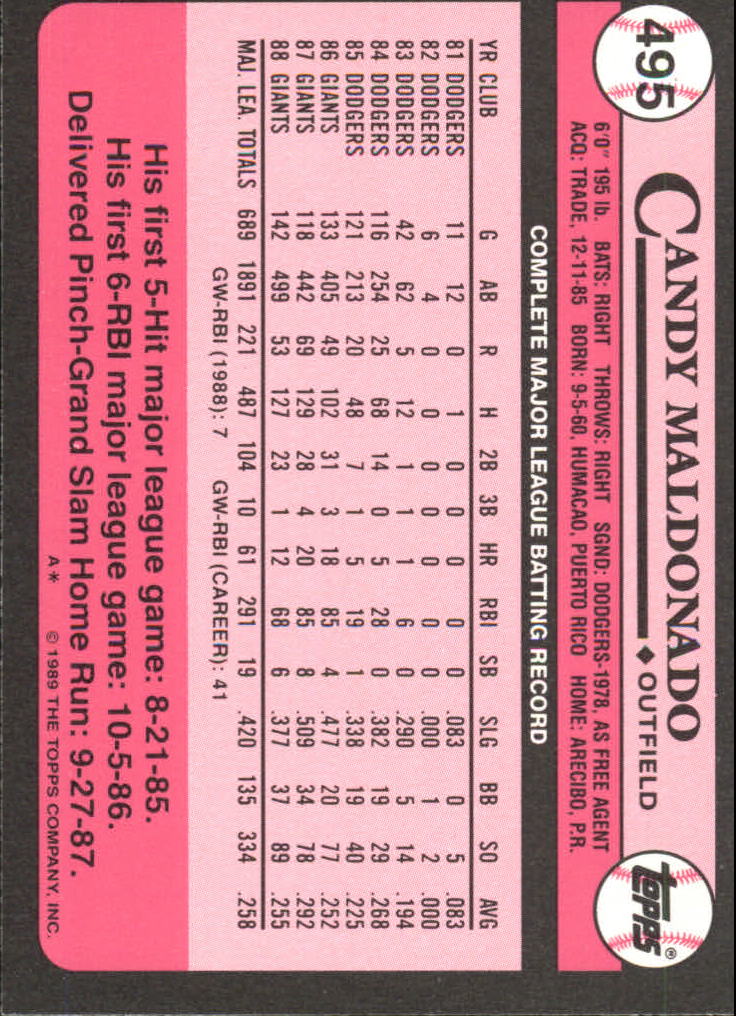 495
CANDY MALDONADO ♦ OUTFIELD
topps®
6'0" 195 lb. BATS: RIGHT THROWS: RIGHT SGND: DODGERS-1978, AS FREE AGENT
ACQ: TRADE, 12-11-85 BORN: 9-5-60, HUMACAO, PUERTO RICO HOME: ARECIBO, P.R.
COMPLETE MAJOR LEAGUE BATTING RECORD
YR CLUB G AB R H 2B 3B HR RBI SB SLG BB SO AVG
81 DODGERS 11 12 0 1 0 0 0 0 0 .083 0 5 .083
82 DODGERS 6 4 0 0 0 0 0 0 0 .000 1 2 .000
83 DODGERS 42 62 5 12 1 1 1 6 0 .290 5 14 .194
84 DODGERS 116 254 25 68 14 0 5 28 0 .382 19 29 .268
85 DODGERS 121 213 20 48 7 1 5 19 1 .338 19 40 .225
86 GIANTS 133 405 49 102 31 3 18 85 4 .477 20 77 .252
87 GIANTS 118 442 69 129 28 4 20 85 8 .509 34 78 .292
88 GIANTS 142 499 53 127 23 1 12 68 6 .377 37 89 .255
MAJ. LEA. TOTALS 689 1891 221 487 104 10 61 291 19 .420 135 334 .258
GW-RBI (1988): 7 GW-RBI (CAREER): 41
His first 5-Hit major league game: 8-21-85.
His first 6-RBI major league game: 10-5-86.
Delivered Pinch-Grand Slam Home Run: 9-27-87.
A* © 1989 THE TOPPS COMPANY, INC.